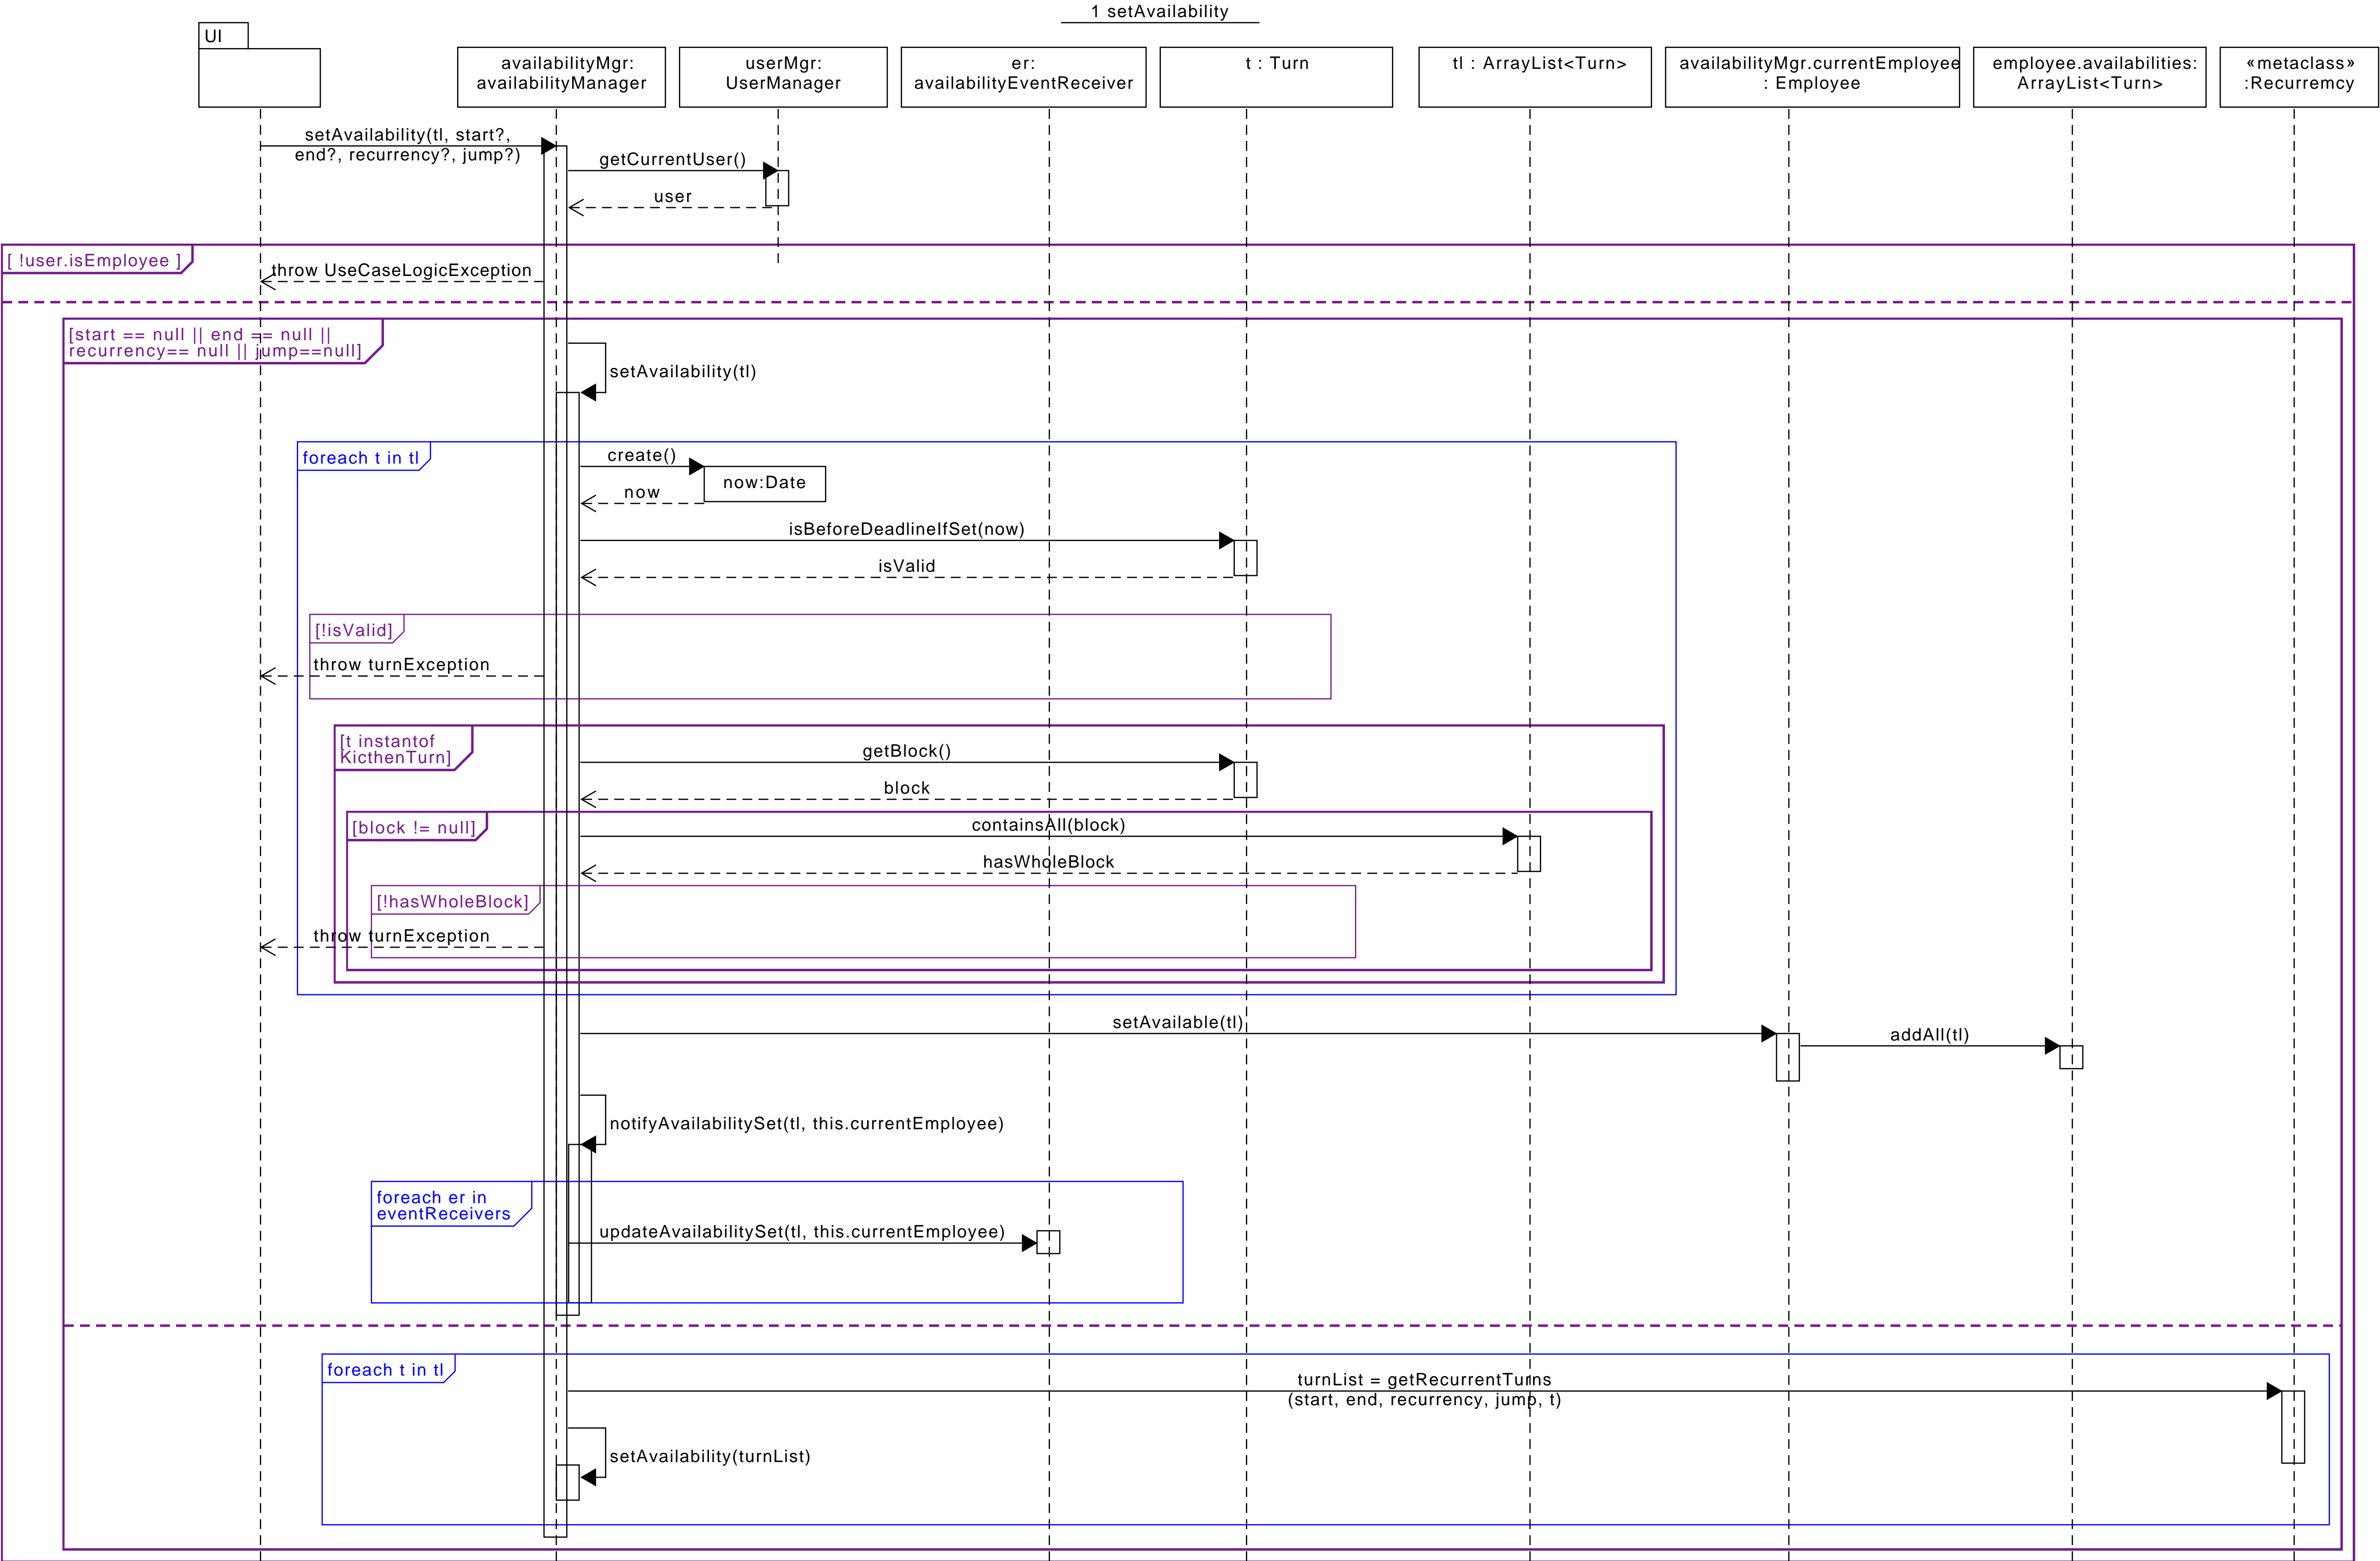 1 setAvailability
UI
availabilityMgr:
availabilityManager
userMgr:
UserManager
er:
availabilityEventReceiver
t : Turn
tl : ArrayList<Turn>
availabilityMgr.currentEmployee
: Employee
employee.availabilities:
ArrayList<Turn>
«metaclass»
:Recurremcy
setAvailability(tl, start?,
end?, recurrency?, jump?)
getCurrentUser()
user
[ !user.isEmployee ]
throw UseCaseLogicException
[start == null || end == null ||
recurrency== null || jump==null]
setAvailability(tl)
foreach t in tl
create()
now:Date
now
isBeforeDeadlineIfSet(now)
isValid
[!isValid]
throw turnException
[t instantof
KicthenTurn]
getBlock()
block
[block != null]
containsAll(block)
hasWholeBlock
[!hasWholeBlock]
throw turnException
setAvailable(tl)
addAll(tl)
notifyAvailabilitySet(tl, this.currentEmployee)
foreach er in
eventReceivers
updateAvailabilitySet(tl, this.currentEmployee)
foreach t in tl
turnList = getRecurrentTurns
(start, end, recurrency, jump, t)
setAvailability(turnList)